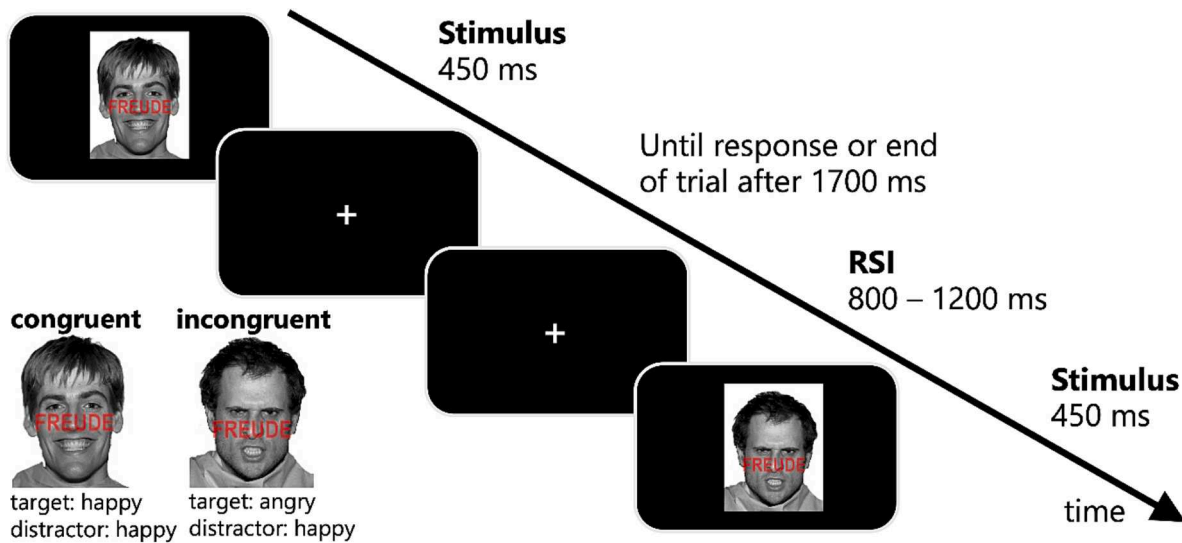 Stimulus
450 ms
FREUDE
Until response or end
of trial after 1700 ms
+
RSI
800 – 1200 ms
+
congruent
incongruent
FREUDE
FREUDE
target: happy
distractor: happy
target: angry
distractor: happy
Stimulus
450 ms
FREUDE
time